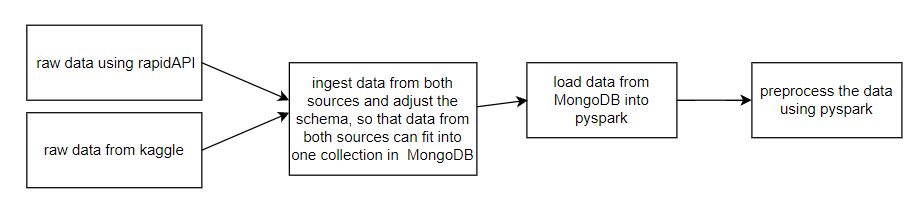 raw data using rapidAPI
raw data from kaggle
ingest data from both
sources and adjust the
schema, so that data from
both sources can fit into
one collection in  MongoDB
load data from
MongoDB into
pyspark
preprocess the data
using pyspark